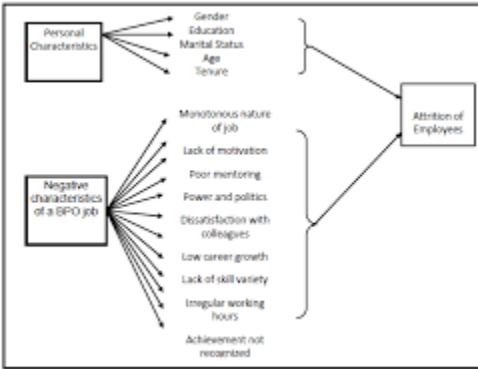 Personal
Characteristics
Gender
Education
Marital Status
Age
Tenure
Attrition of
Employees
Negative
characteristics
of a BPO job
Monotonous nature
of job
Lack of motivation
Poor mentoring
Power and politics
Dissatisfaction with
colleagues
Low career growth
Lack of skill variety
Irregular working
hours
Achievement not
recognized